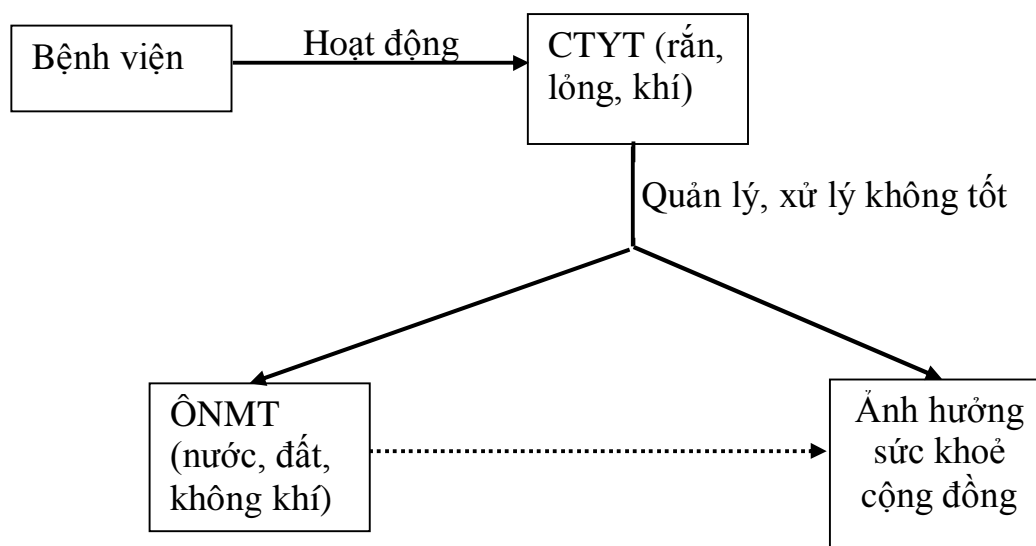 Bệnh viện
Hoạt động
CTYT (rắn,
lỏng, khí)
Quản lý, xử lý không tốt
ÔNMT
(nước, đất,
không khí)
Ảnh hưởng
sức khoẻ
cộng đồng